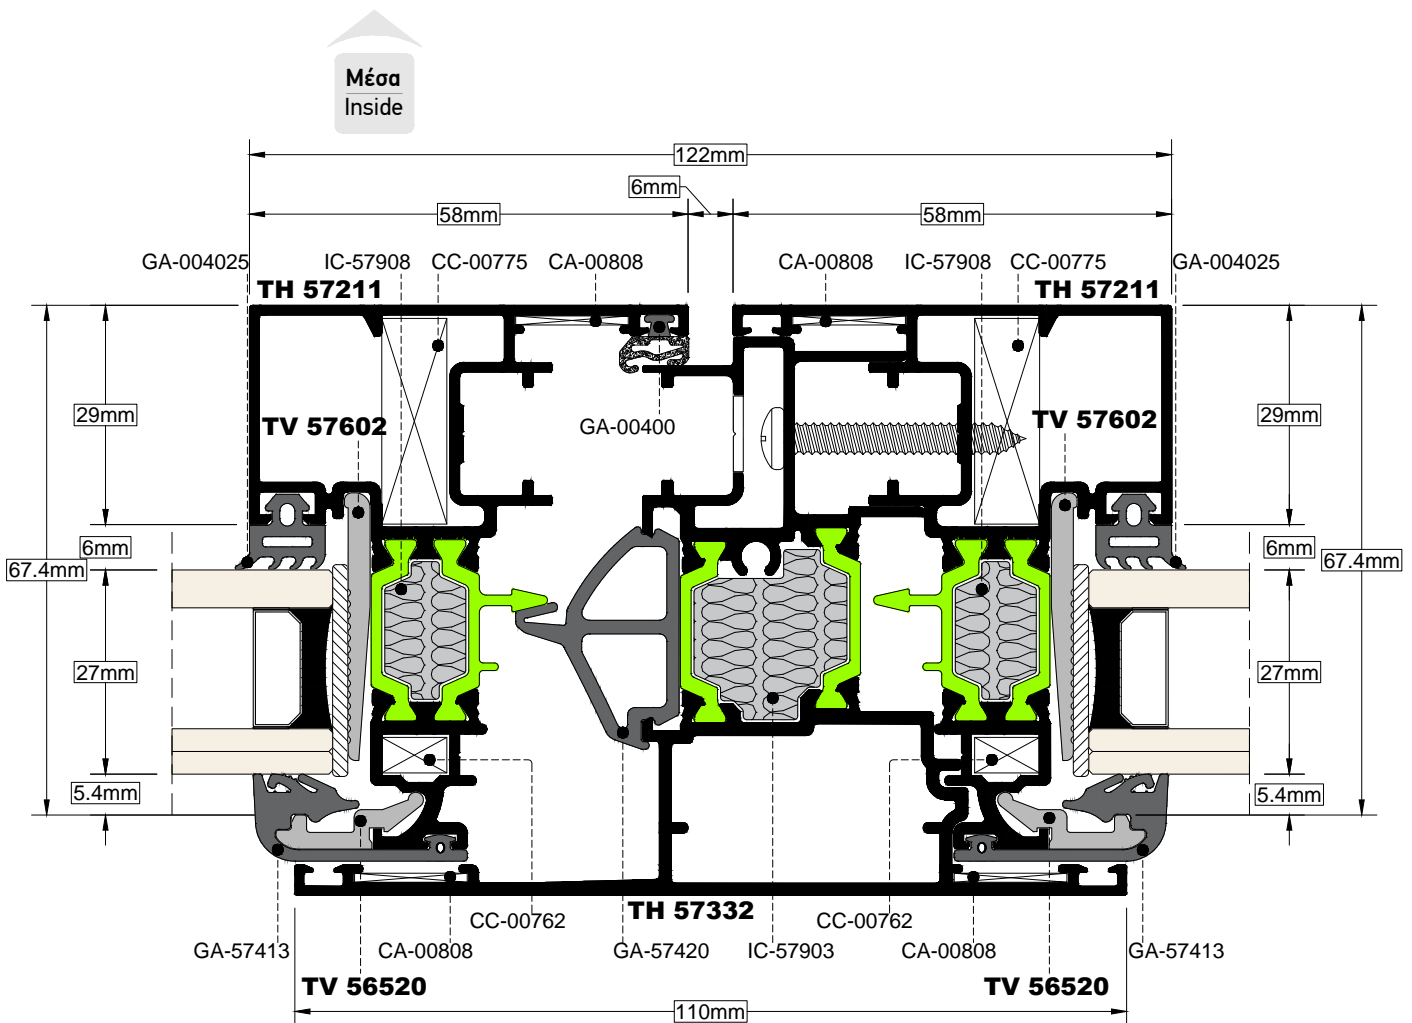 Μέσα
Inside
122mm
6mm
58mm
58mm
GA-004025
IC-57908
CC-00775
CA-00808
CA-00808
IC-57908
CC-00775
GA-004025
TH 57211
TH 57211
29mm
TV 57602
GA-00400
TV 57602
29mm
6mm
67.4mm
6mm
67.4mm
27mm
27mm
5.4mm
5.4mm
TH 57332
CC-00762
CC-00762
GA-57413
CA-00808
GA-57420
IC-57903
CA-00808
GA-57413
TV 56520
TV 56520
110mm